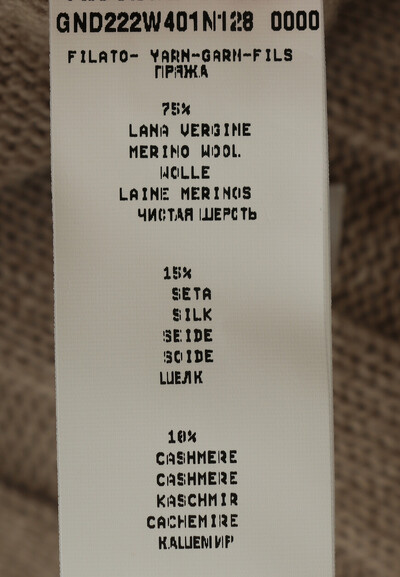 GND222W401N128 0000
FILATO- YARN-GARN-FILS
ПРЯЖА
75%
LANA VERGINE
MERINO WOOL
WOLLE
LAINE MERINOS
ЧИСТАЯ ШЕРСТЬ
15%
SETA
SILK
SEIDE
SOIDE
ШЕЛК
10%
CASHMERE
CASHMERE
KASCHMIR
CACHEMIRE
КАШЕМИР